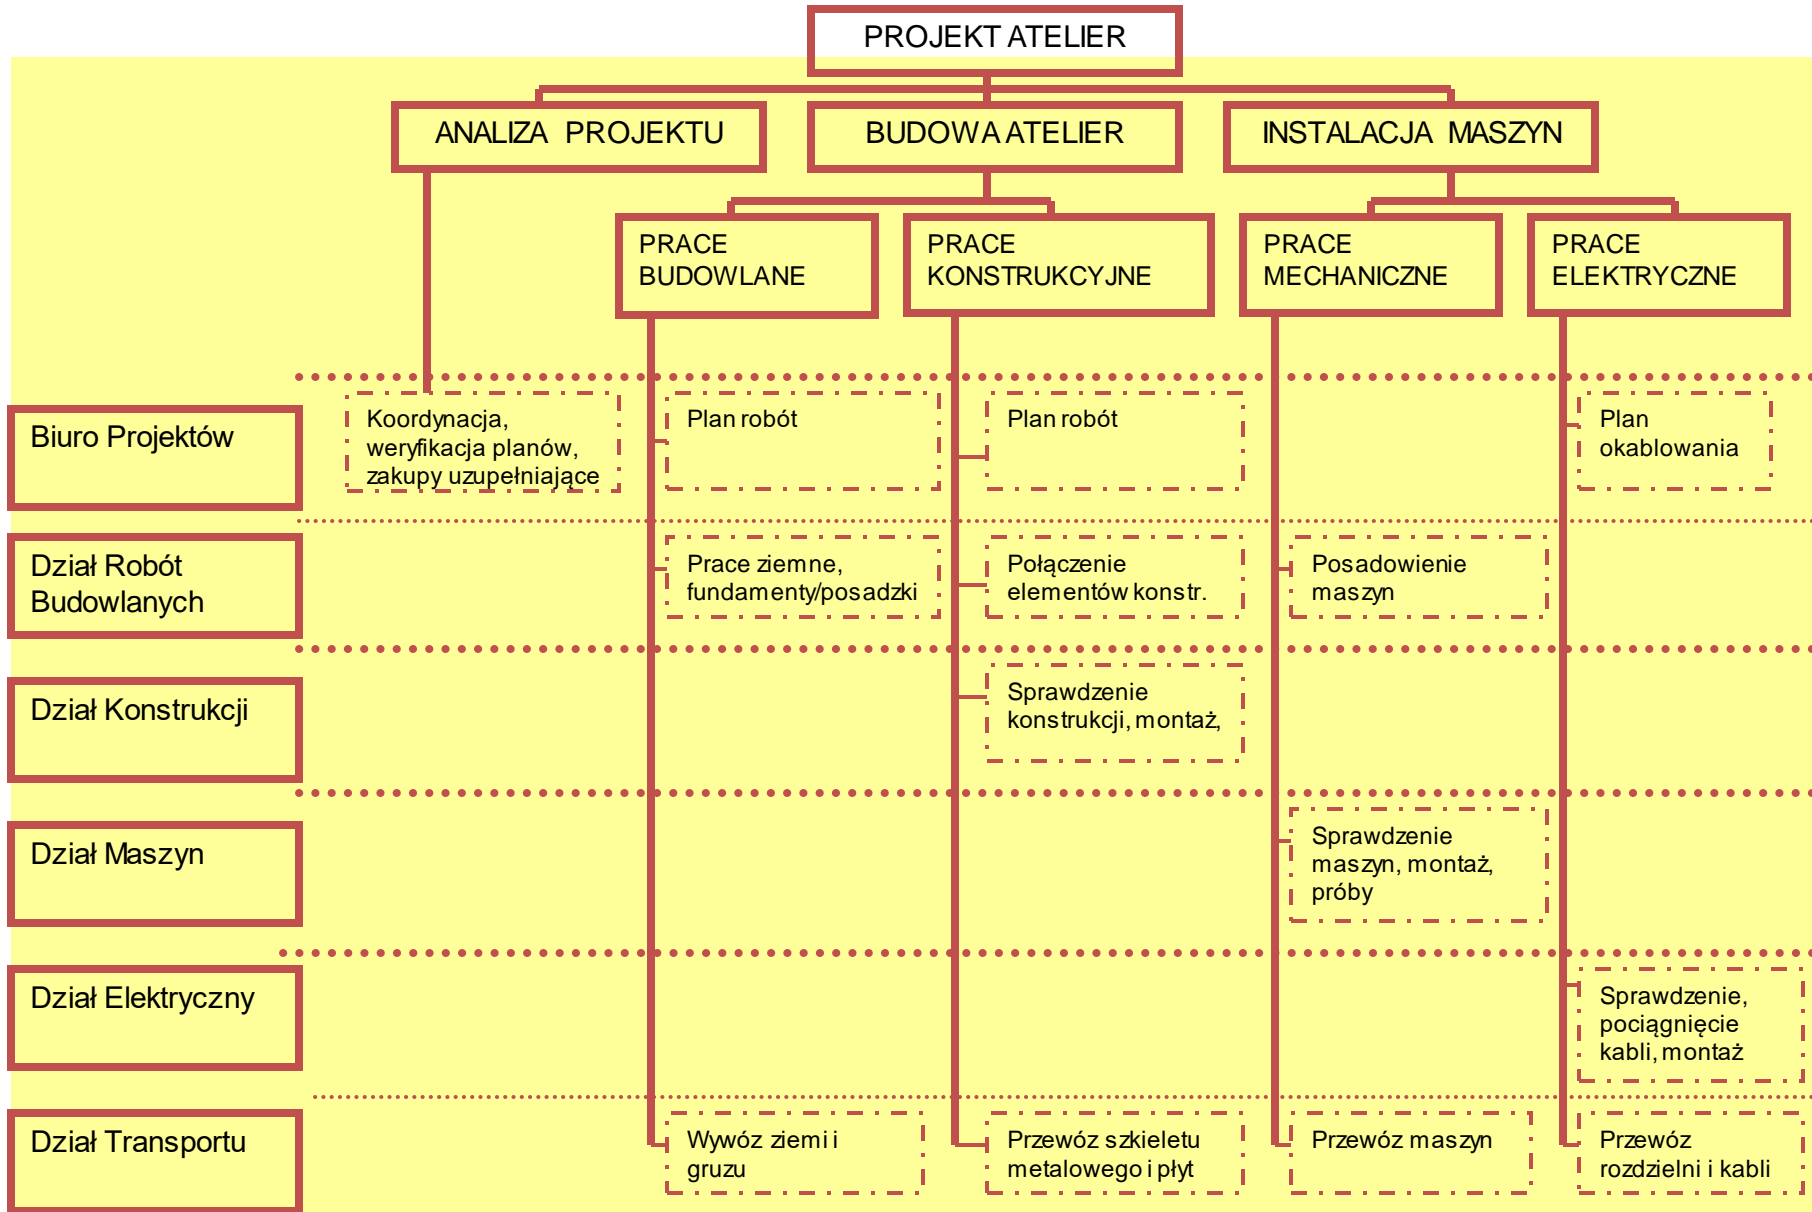 PROJEKT ATELIER
ANALIZA PROJEKTU
BUDOWA ATELIER
INSTALACJA MASZYN
PRACE
BUDOWLANE
PRACE
KONSTRUKCYJNE
PRACE
MECHANICZNE
PRACE
ELEKTRYCZNE
Biuro Projektów
Koordynacja,
weryfikacja planów,
zakupy uzupełniające
Plan robót
Plan robót
Plan
okablowania
Dział Robót
Budowlanych
Prace ziemne,
fundamenty/posadzki
Połączenie
elementów konstr.
Posadowienie
maszyn
Dział Konstrukcji
Sprawdzenie
konstrukcji, montaż,
Dział Maszyn
Sprawdzenie
maszyn, montaż,
próby
Dział Elektryczny
Sprawdzenie,
pociągnięcie
kabli, montaż
Dział Transportu
Wywóz ziemi i
gruzu
Przewóz szkieletu
metalowego i płyt
Przewóz maszyn
Przewóz
rozdzielni i kabli